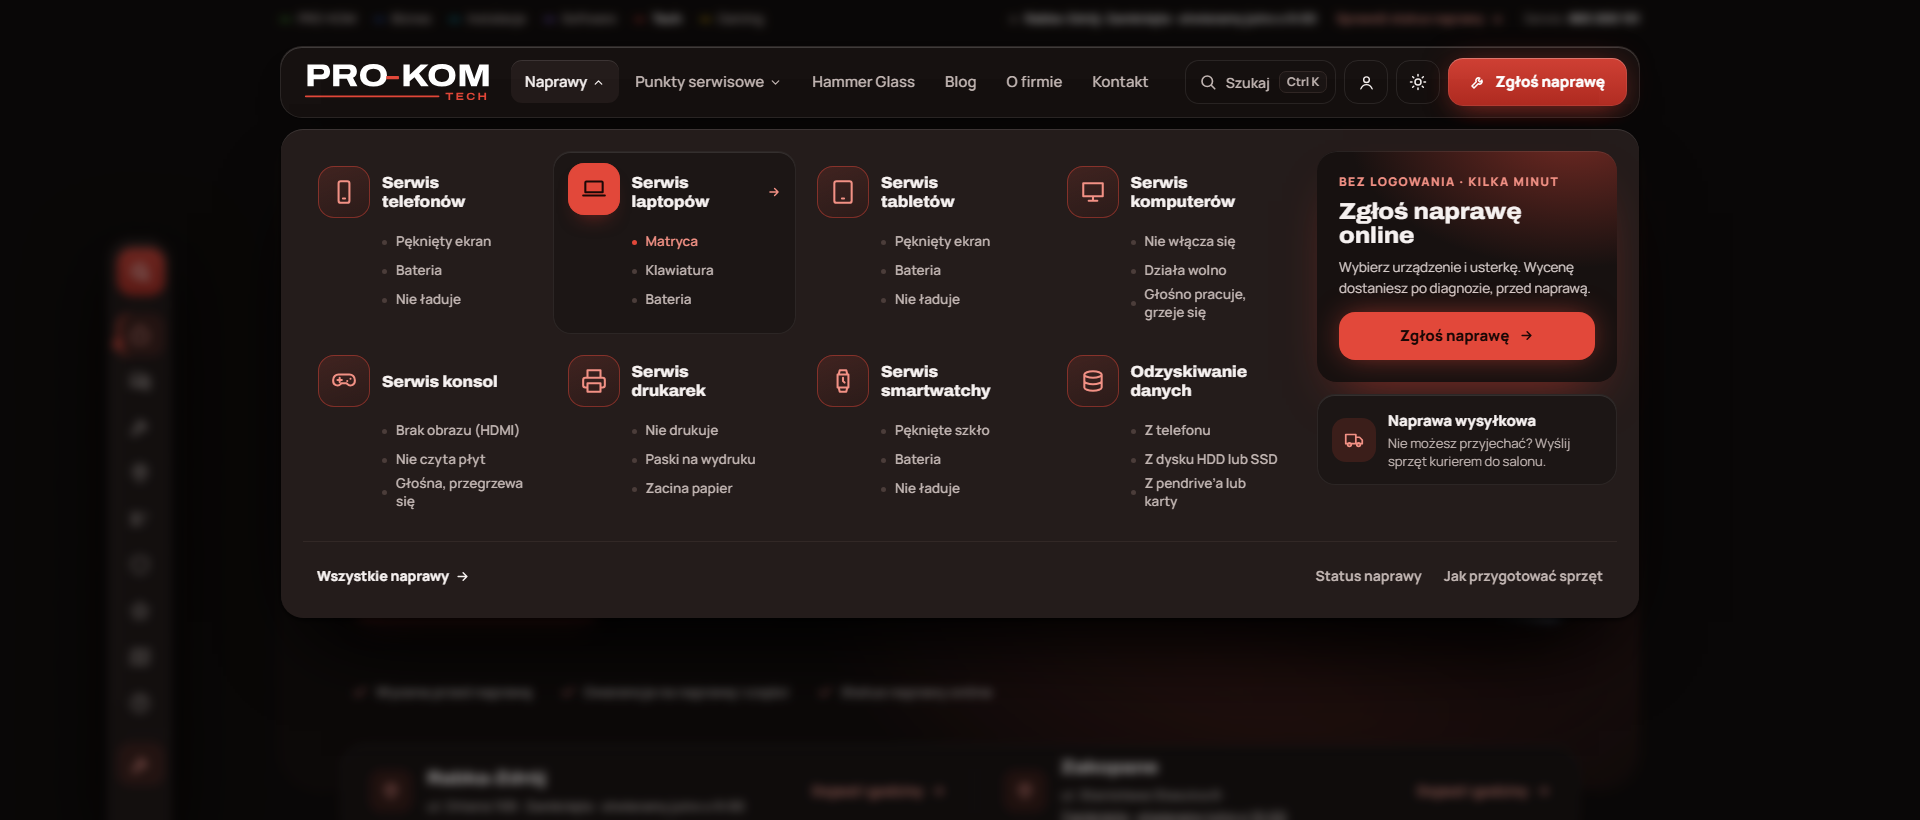 PRO-KOM
TECH
Naprawy
Punkty serwisowe
Hammer Glass
Blog
O firmie
Kontakt
Szukaj
Ctrl K
Zgłoś naprawę
Serwis
telefonów
Pęknięty ekran
Bateria
Nie ładuje
Serwis
laptopów
Matryca
Klawiatura
Bateria
Serwis
tabletów
Pęknięty ekran
Bateria
Nie ładuje
Serwis
komputerów
Nie włącza się
Działa wolno
Głośno pracuje,
grzeje się
Serwis konsol
Brak obrazu (HDMI)
Nie czyta płyt
Głośna, przegrzewa
się
Serwis
drukarek
Nie drukuje
Paski na wydruku
Zacina papier
Serwis
smartwatchy
Pęknięte szkło
Bateria
Nie ładuje
Odzyskiwanie
danych
Z telefonu
Z dysku HDD lub SSD
Z pendrive'a lub
karty
BEZ LOGOWANIA · KILKA MINUT
Zgłoś naprawę
online
Wybierz urządzenie i usterkę. Wycenę
dostaniesz po diagnozie, przed naprawą.
Zgłoś naprawę
Naprawa wysyłkowa
Nie możesz przyjechać? Wyślij
sprzęt kurierem do salonu.
Wszystkie naprawy
Status naprawy
Jak przygotować sprzęt